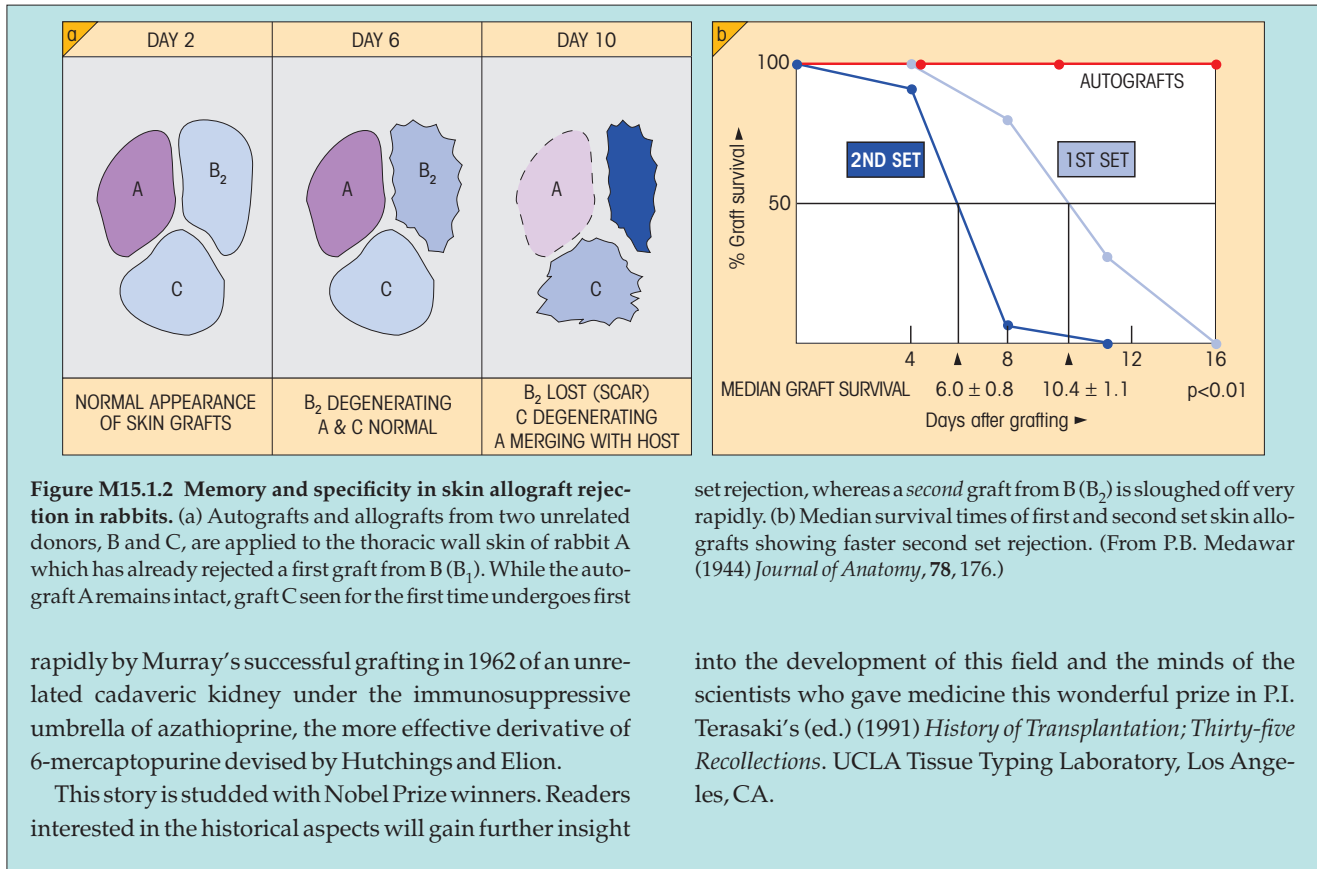 a
DAY 2
DAY 6
DAY 10
A
B₂
C
A
B₂
C
A
C
NORMAL APPEARANCE
OF SKIN GRAFTS
B₂ DEGENERATING
A & C NORMAL
B₂ LOST (SCAR)
C DEGENERATING
A MERGING WITH HOST
b
100
AUTOGRAFTS
2ND SET
1ST SET
50
% Graft survival
4
8
12
16
MEDIAN GRAFT SURVIVAL 6.0 ± 0.8 10.4 ± 1.1 p<0.01
Days after grafting
Figure M15.1.2 Memory and specificity in skin allograft rejec-
tion in rabbits. (a) Autografts and allografts from two unrelated
donors, B and C, are applied to the thoracic wall skin of rabbit A
which has already rejected a first graft from B (B₁). While the auto-
graft A remains intact, graft C seen for the first time undergoes first
set rejection, whereas a second graft from B (B₂) is sloughed off very
rapidly. (b) Median survival times of first and second set skin allo-
grafts showing faster second set rejection. (From P.B. Medawar
(1944) Journal of Anatomy, 78, 176.)
rapidly by Murray's successful grafting in 1962 of an unre-
lated cadaveric kidney under the immunosuppressive
umbrella of azathioprine, the more effective derivative of
6-mercaptopurine devised by Hutchings and Elion.
This story is studded with Nobel Prize winners. Readers
interested in the historical aspects will gain further insight
into the development of this field and the minds of the
scientists who gave medicine this wonderful prize in P.I.
Terasaki's (ed.) (1991) History of Transplantation; Thirty-five
Recollections. UCLA Tissue Typing Laboratory, Los Ange-
les, CA.